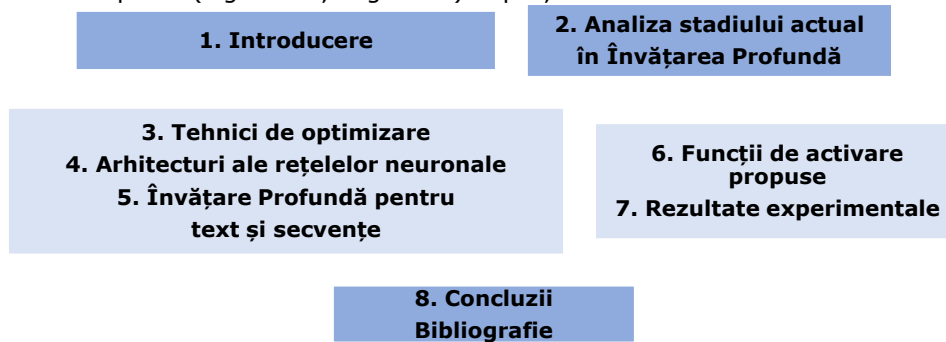 1. Introducere
2. Analiza stadiului actual
în Învățarea Profundă
3. Tehnici de optimizare
4. Arhitecturi ale rețelelor neuronale
5. Învățare Profundă pentru
text și secvențe
6. Funcții de activare
propuse
7. Rezultate experimentale
8. Concluzii
Bibliografie